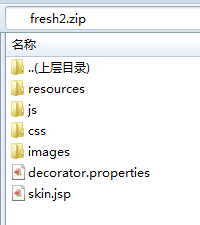 fresh2.zip
名称
..(上层目录)
resources
js
css
images
decorator.properties
skin.jsp